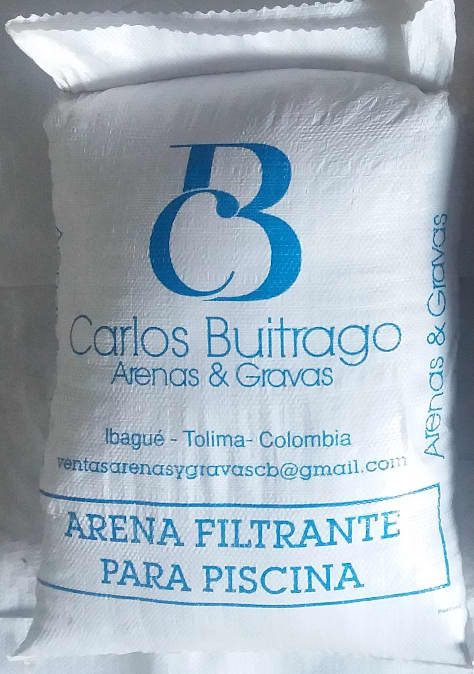 CB
Carlos Buitrago
Arenas & Gravas
Ibagué - Tolima- Colombia
ventasarenasygravascb@gmail.com
ARENA FILTRANTE
PARA PISCINA
Arenas & Gravas